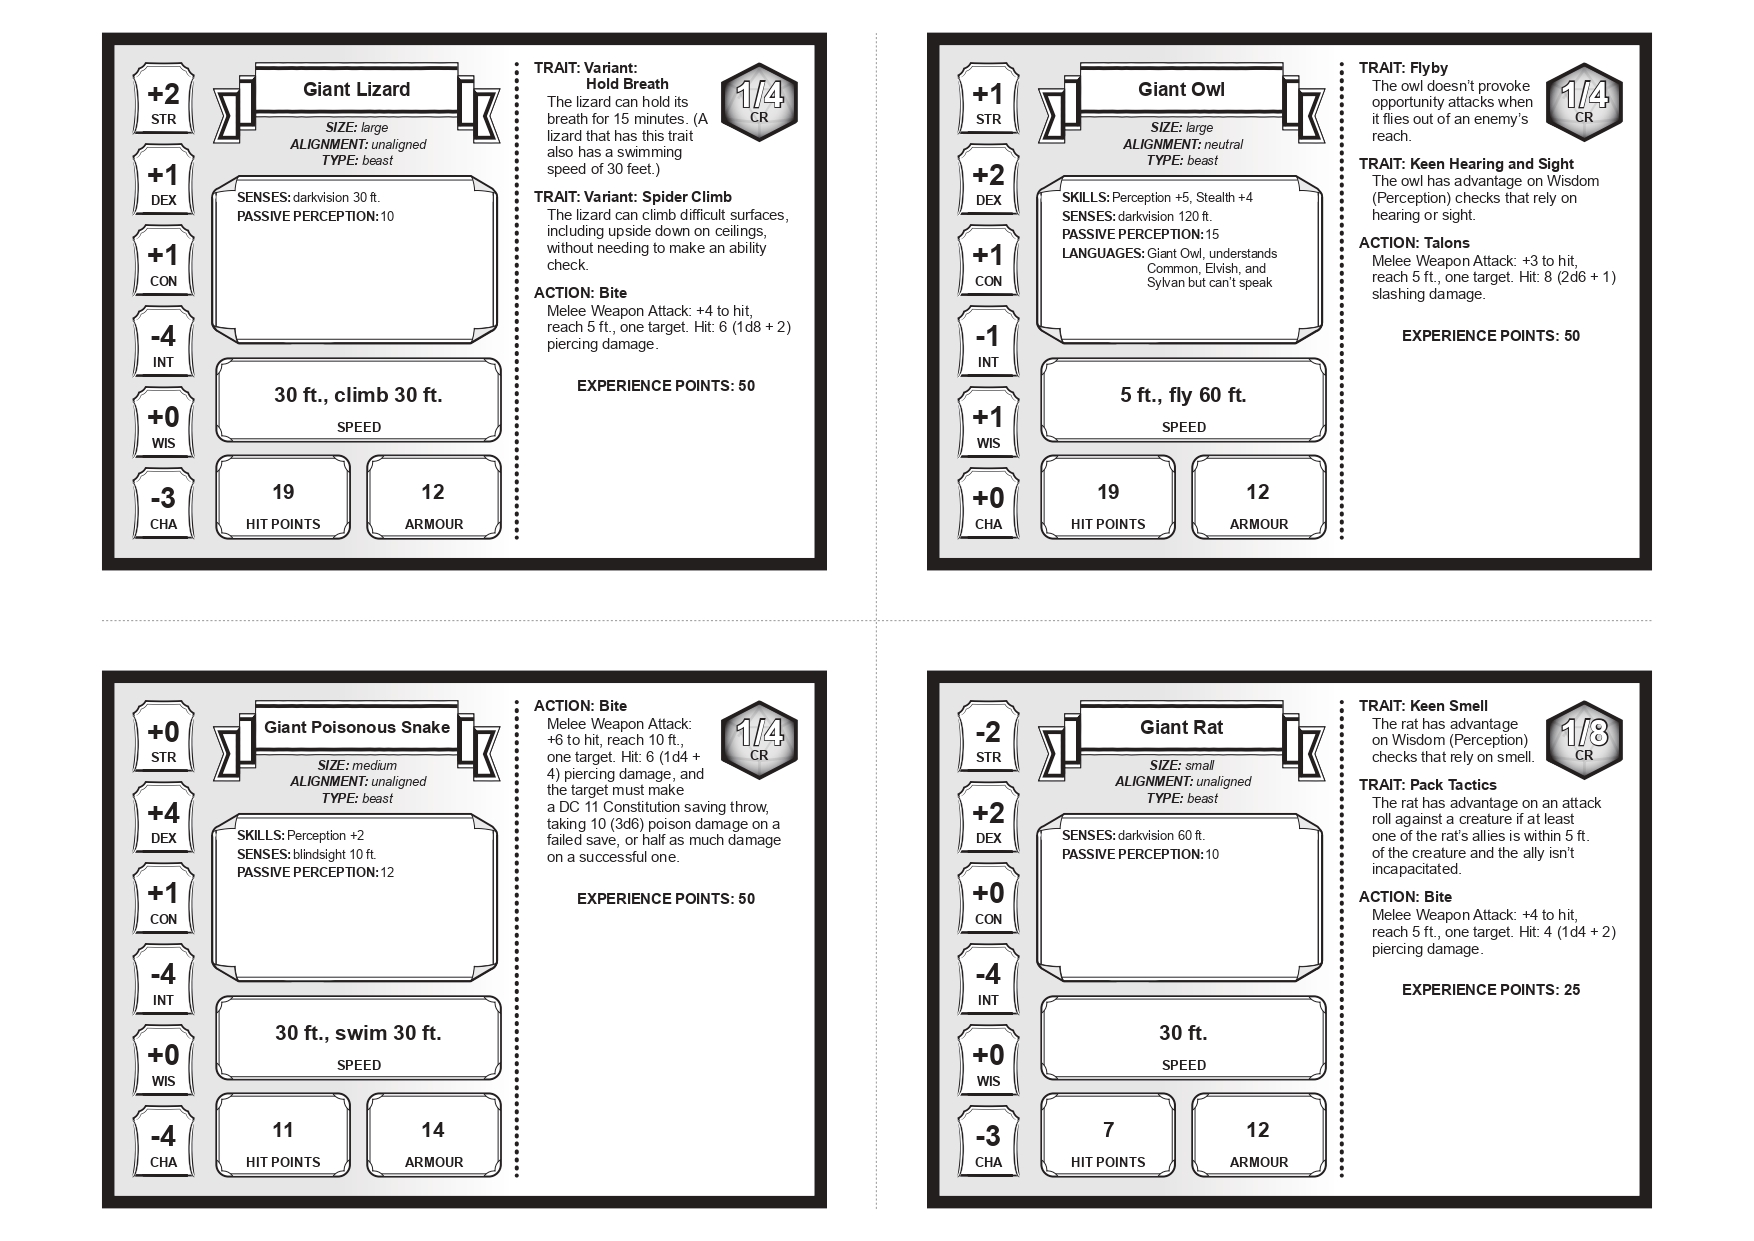 +2
STR
+1
DEX
+1
CON
-4
INT
+0
WIS
-3
CHA
Giant Lizard
SIZE: large
ALIGNMENT: unaligned
TYPE: beast
SENSES: darkvision 30 ft.
PASSIVE PERCEPTION: 10
30 ft., climb 30 ft.
SPEED
19
HIT POINTS
12
ARMOUR
TRAIT: Variant:
Hold Breath
The lizard can hold its
breath for 15 minutes. (A
lizard that has this trait
also has a swimming
speed of 30 feet.)
TRAIT: Variant: Spider Climb
The lizard can climb difficult surfaces,
including upside down on ceilings,
without needing to make an ability
check.
ACTION: Bite
Melee Weapon Attack: +4 to hit,
reach 5 ft., one target. Hit: 6 (1d8 + 2)
piercing damage.
EXPERIENCE POINTS: 50
1/4
CR
+1
STR
+2
DEX
+1
CON
-1
INT
+1
WIS
+0
CHA
Giant Owl
SIZE: large
ALIGNMENT: neutral
TYPE: beast
SKILLS: Perception +5, Stealth +4
SENSES: darkvision 120 ft.
PASSIVE PERCEPTION: 15
LANGUAGES: Giant Owl, understands
Common, Elvish, and
Sylvan but can’t speak
5 ft., fly 60 ft.
SPEED
19
HIT POINTS
12
ARMOUR
TRAIT: Flyby
The owl doesn’t provoke
opportunity attacks when
it flies out of an enemy’s
reach.
TRAIT: Keen Hearing and Sight
The owl has advantage on Wisdom
(Perception) checks that rely on
hearing or sight.
ACTION: Talons
Melee Weapon Attack: +3 to hit,
reach 5 ft., one target. Hit: 8 (2d6 + 1)
slashing damage.
EXPERIENCE POINTS: 50
1/4
CR
+0
STR
+4
DEX
+1
CON
-4
INT
+0
WIS
-4
CHA
Giant Poisonous Snake
SIZE: medium
ALIGNMENT: unaligned
TYPE: beast
SKILLS: Perception +2
SENSES: blindsight 10 ft.
PASSIVE PERCEPTION: 12
30 ft., swim 30 ft.
SPEED
11
HIT POINTS
14
ARMOUR
ACTION: Bite
Melee Weapon Attack:
+6 to hit, reach 10 ft.,
one target. Hit: 6 (1d4 +
4) piercing damage, and
the target must make
a DC 11 Constitution saving throw,
taking 10 (3d6) poison damage on a
failed save, or half as much damage
on a successful one.
EXPERIENCE POINTS: 50
1/4
CR
-2
STR
+2
DEX
+0
CON
-4
INT
+0
WIS
-3
CHA
Giant Rat
SIZE: small
ALIGNMENT: unaligned
TYPE: beast
SENSES: darkvision 60 ft.
PASSIVE PERCEPTION: 10
30 ft.
SPEED
7
HIT POINTS
12
ARMOUR
TRAIT: Keen Smell
The rat has advantage
on Wisdom (Perception)
checks that rely on smell.
TRAIT: Pack Tactics
The rat has advantage on an attack
roll against a creature if at least
one of the rat’s allies is within 5 ft.
of the creature and the ally isn’t
incapacitated.
ACTION: Bite
Melee Weapon Attack: +4 to hit,
reach 5 ft., one target. Hit: 4 (1d4 + 2)
piercing damage.
EXPERIENCE POINTS: 25
1/8
CR